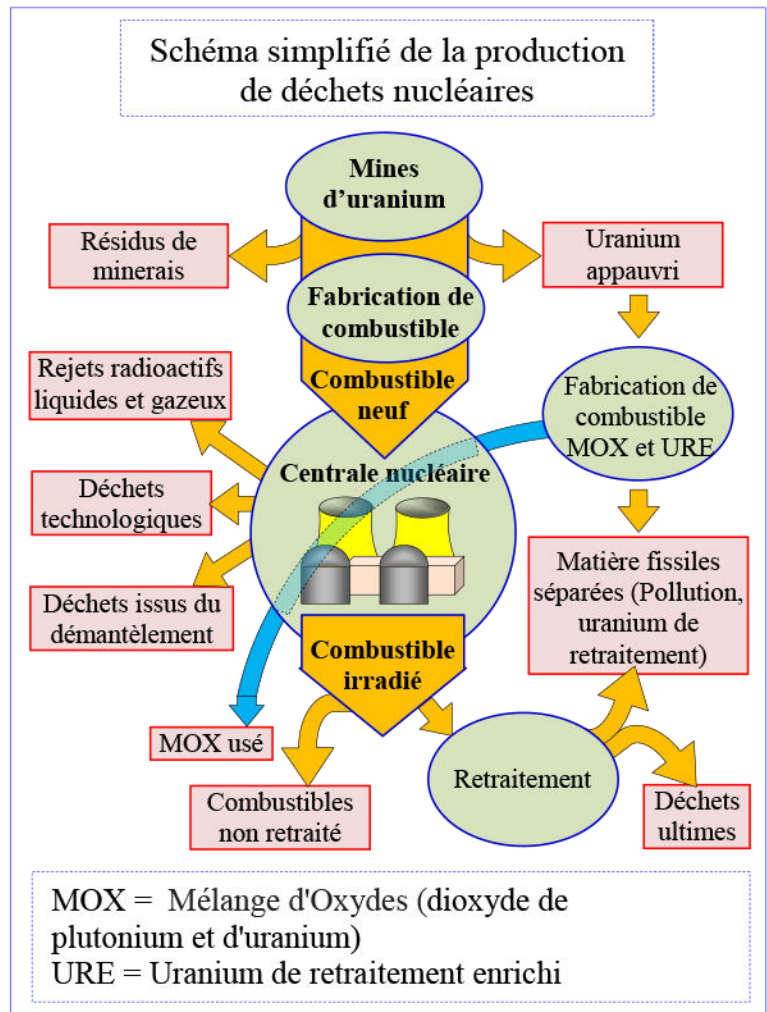 Schéma simplifié de la production
de déchets nucléaires
Mines
d’uranium
Résidus de
minerais
Uranium
appauvri
Fabrication de
combustible
Combustible
neuf
Rejets radioactifs
liquides et gazeux
Fabrication de
combustible
MOX et URE
Centrale nucléaire
Déchets
technologiques
Déchets issus du
démantèlement
Matière fissiles
séparées (Pollution,
uranium de
retraitement)
Combustible
irradié
MOX usé
Combustibles
non retraité
Retraitement
Déchets
ultimes
MOX = Mélange d'Oxydes (dioxyde de
plutonium et d'uranium)
URE = Uranium de retraitement enrichi